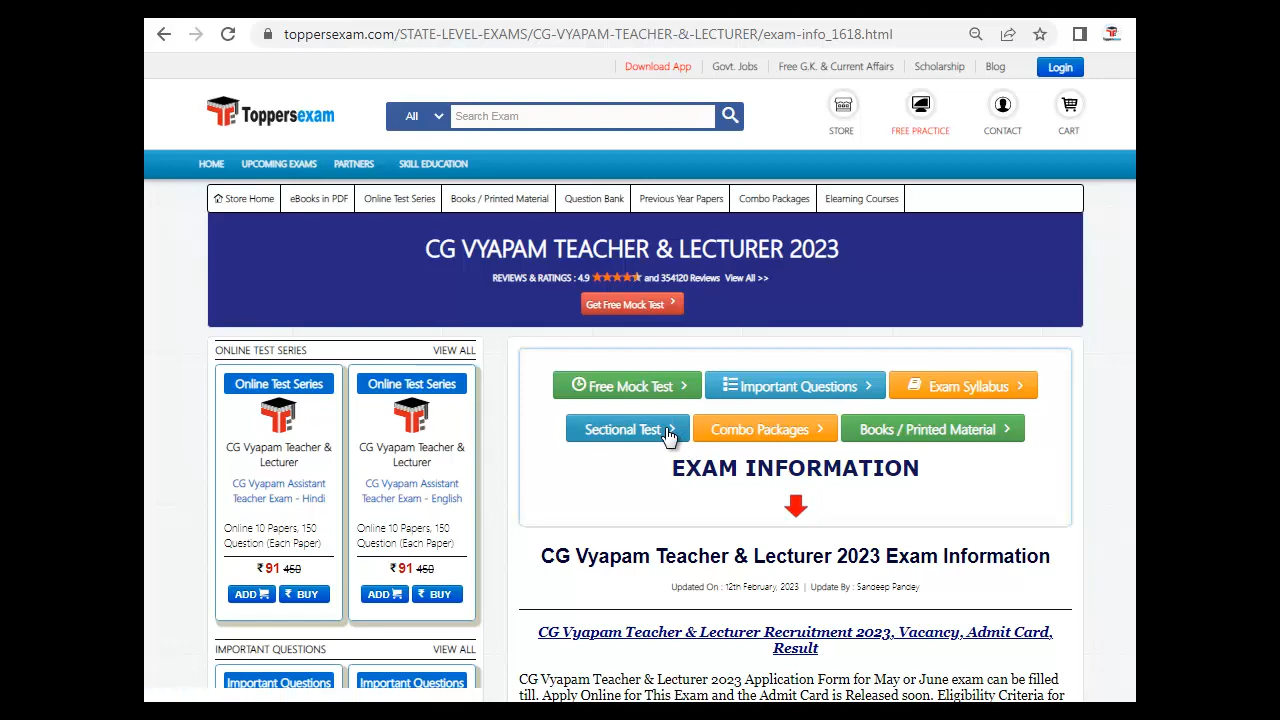 toppersexam.com/STATE-LEVEL-EXAMS/CG-VYAPAM-TEACHER-&-LECTURER/exam-info_1618.html
Download App Govt. Jobs Free G.K. & Current Affairs Scholarship Blog Login
Toppersexam All Search Exam
STORE FREE PRACTICE CONTACT CART
HOME UPCOMING EXAMS PARTNERS SKILL EDUCATION
Store Home eBooks in PDF Online Test Series Books / Printed Material Question Bank Previous Year Papers Combo Packages Elearning Courses
CG VYAPAM TEACHER & LECTURER 2023
REVIEWS & RATINGS : 4.9 and 354120 Reviews View All >>
Get Free Mock Test
ONLINE TEST SERIES VIEW ALL
Online Test Series
CG Vyapam Teacher &
Lecturer
CG Vyapam Assistant
Teacher Exam - Hindi
Online 10 Papers, 150
Question (Each Paper)
₹ 91 450
ADD ₹ BUY
Online Test Series
CG Vyapam Teacher &
Lecturer
CG Vyapam Assistant
Teacher Exam - English
Online 10 Papers, 150
Question (Each Paper)
₹ 91 450
ADD ₹ BUY
IMPORTANT QUESTIONS VIEW ALL
Important Questions Important Questions
Free Mock Test Important Questions Exam Syllabus
Sectional Test Combo Packages Books / Printed Material
EXAM INFORMATION
CG Vyapam Teacher & Lecturer 2023 Exam Information
Updated On : 12th February, 2023 | Update By : Sandeep Pandey
CG Vyapam Teacher & Lecturer Recruitment 2023, Vacancy, Admit Card,
Result
CG Vyapam Teacher & Lecturer 2023 Application Form for May or June exam can be filled
till. Apply Online for This Exam and the Admit Card is Released soon. Eligibility Criteria for